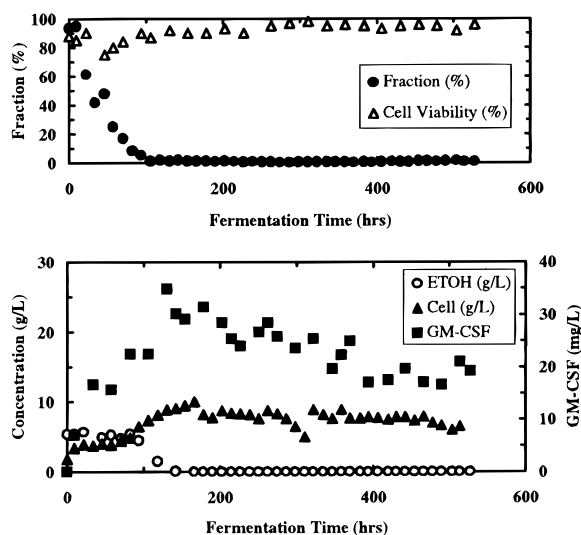 100
80
60
40
20
0
Fraction (%)
Fraction (%)
Cell Viability (%)
0
200
400
600
Fermentation Time (hrs)
30
20
10
0
Concentration (g/L)
ETOH (g/L)
Cell (g/L)
GM-CSF
40
30
20
10
0
GM-CSF (mg/L)
0
200
400
600
Fermentation Time (hrs)